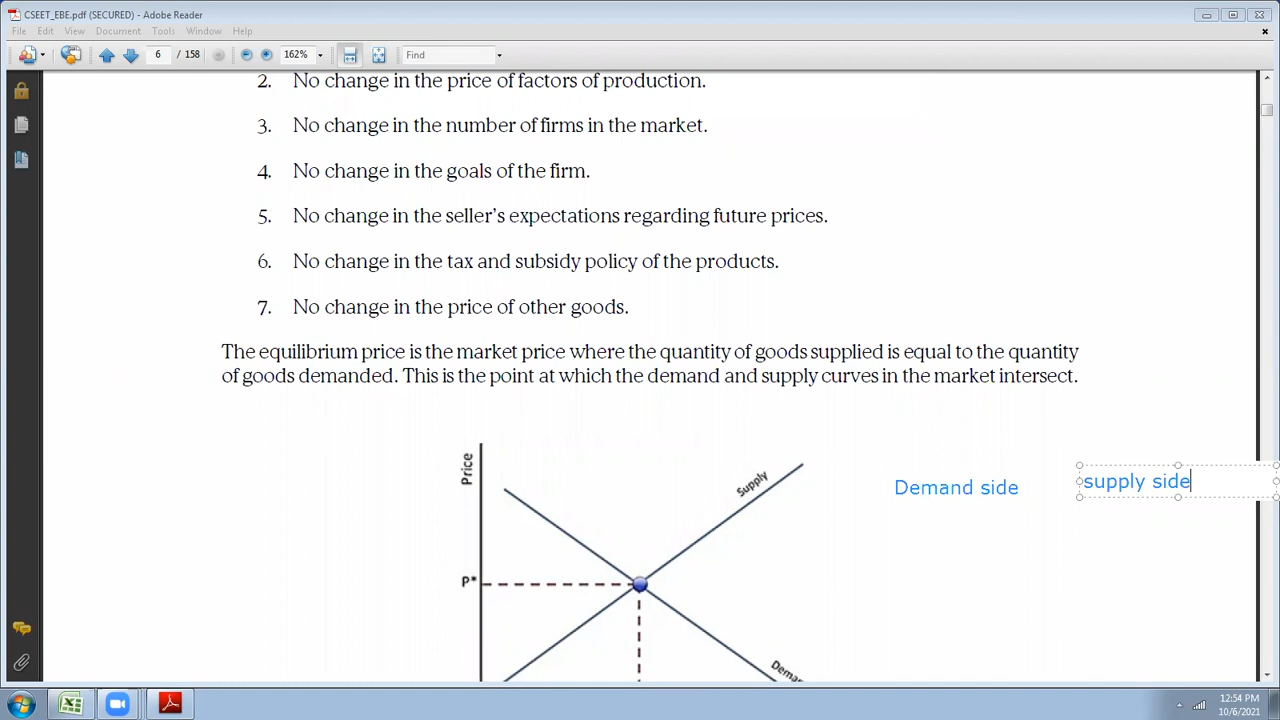 CSEET_EBE.pdf (SECURED) - Adobe Reader
File Edit View Document Tools Window Help
6 / 158 162% Find
2. No change in the price of factors of production.
3. No change in the number of firms in the market.
4. No change in the goals of the firm.
5. No change in the seller’s expectations regarding future prices.
6. No change in the tax and subsidy policy of the products.
7. No change in the price of other goods.
The equilibrium price is the market price where the quantity of goods supplied is equal to the quantity
of goods demanded. This is the point at which the demand and supply curves in the market intersect.
Price
Supply
Demand side
supply side
P*
12:54 PM
10/6/2021